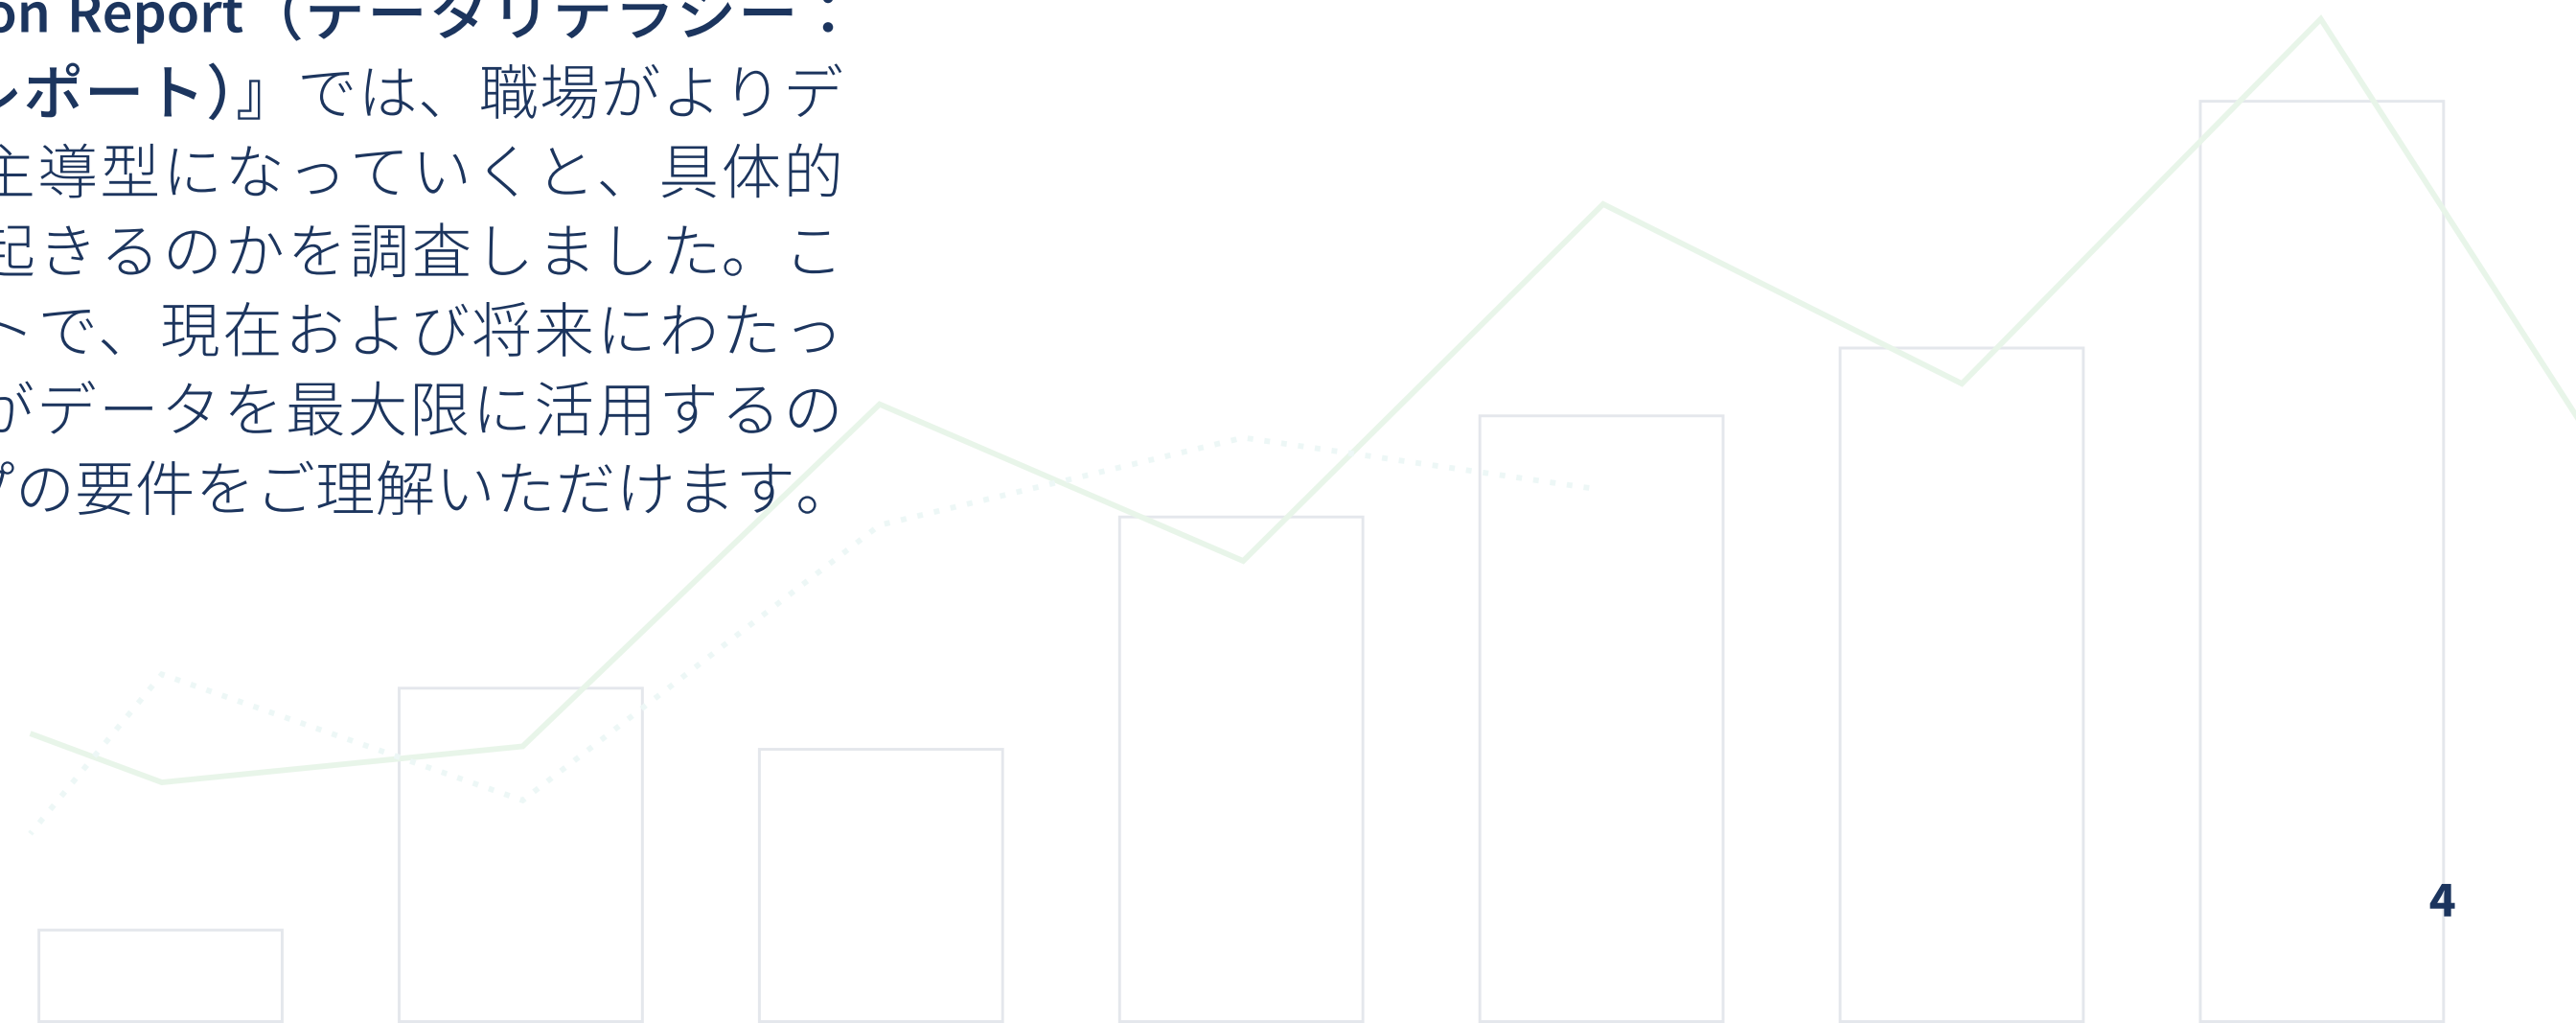 on Report（データリテラシー：
レポート）』では、職場がよりデ
主導型になっていくと、具体的
起きるのかを調査しました。こ
トで、現在および将来にわたっ
がデータを最大限に活用するの
プの要件をご理解いただけます。
4